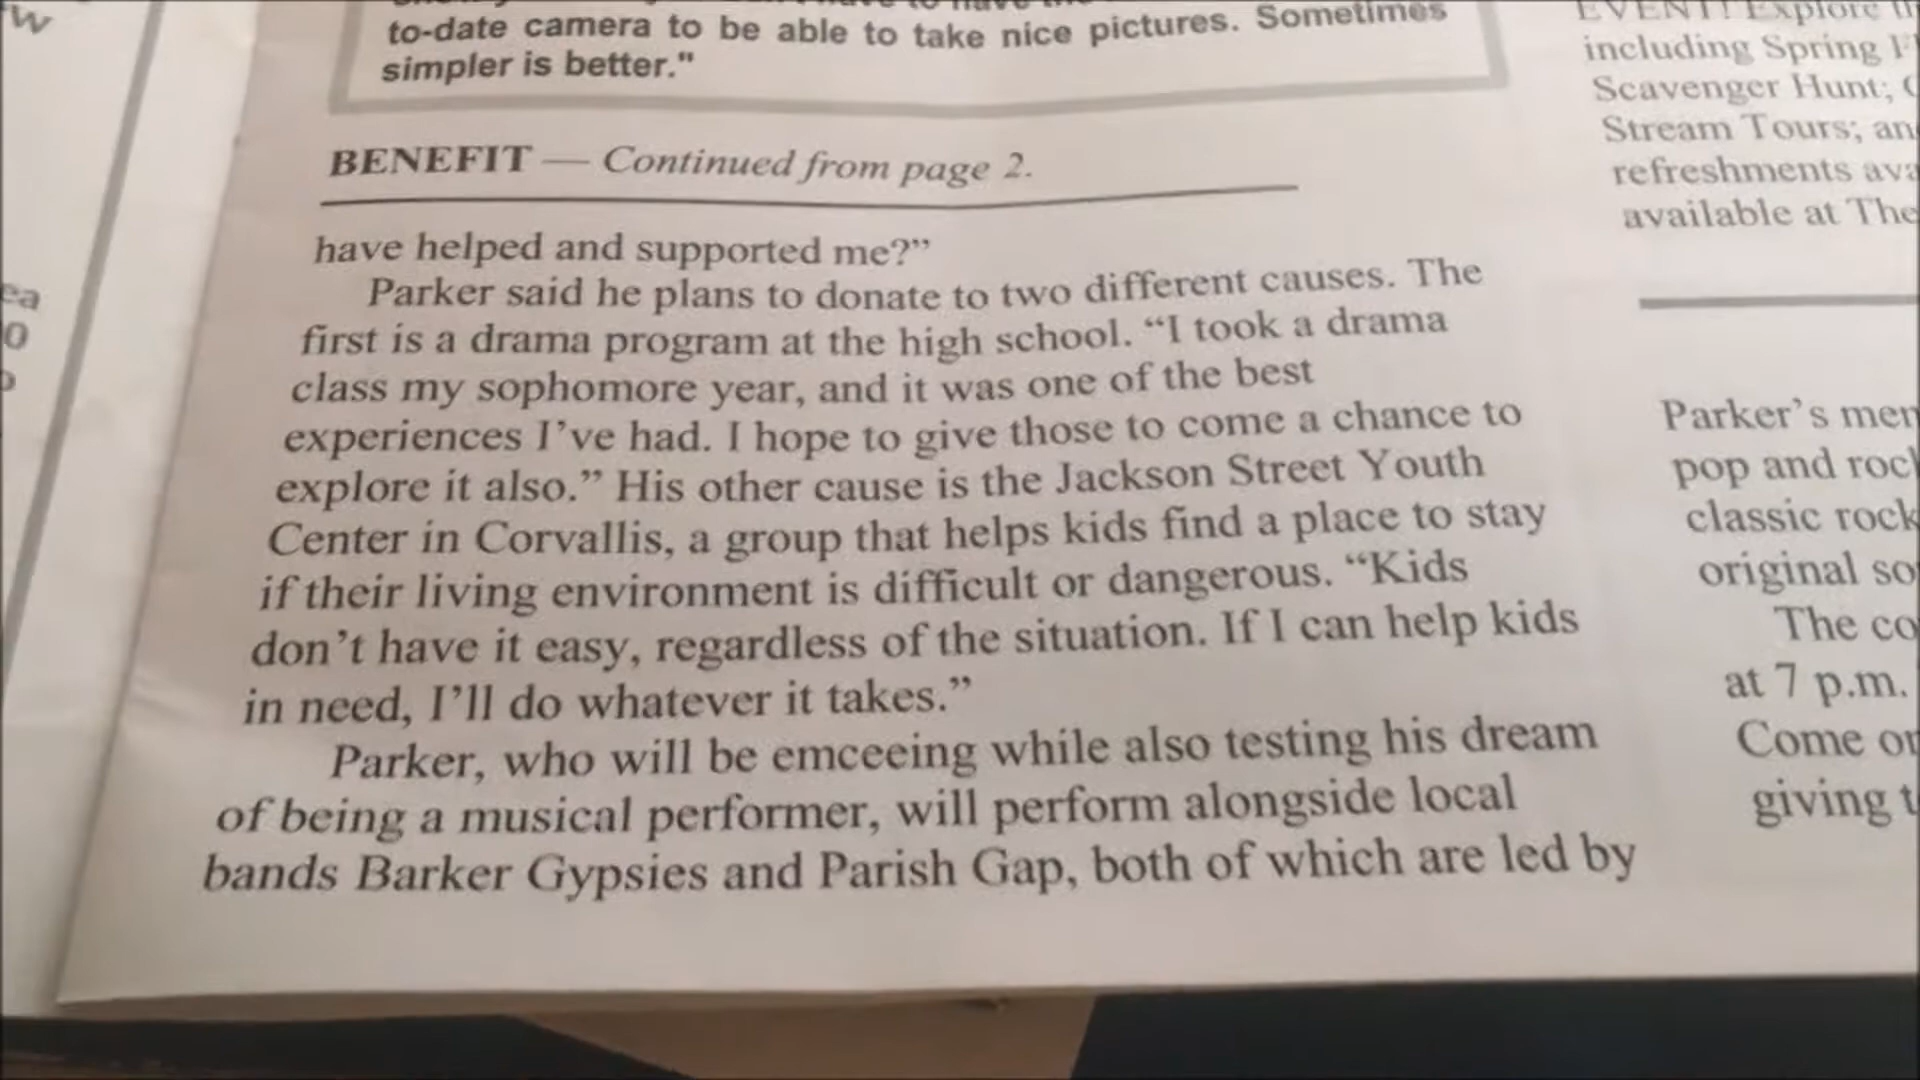 to-date camera to be able to take nice pictures. Sometimes
simpler is better."
BENEFIT — Continued from page 2.
have helped and supported me?”
Parker said he plans to donate to two different causes. The
first is a drama program at the high school. “I took a drama
class my sophomore year, and it was one of the best
experiences I’ve had. I hope to give those to come a chance to
explore it also.” His other cause is the Jackson Street Youth
Center in Corvallis, a group that helps kids find a place to stay
if their living environment is difficult or dangerous. “Kids
don’t have it easy, regardless of the situation. If I can help kids
in need, I’ll do whatever it takes.”
Parker, who will be emceeing while also testing his dream
of being a musical performer, will perform alongside local
bands Barker Gypsies and Parish Gap, both of which are led by
EVENT! Explore
including Spring
Scavenger Hunt;
Stream Tours;
refreshments
available at The
Parker’s
pop and
classic rock
original
The
at 7 p.m.
Come
giving